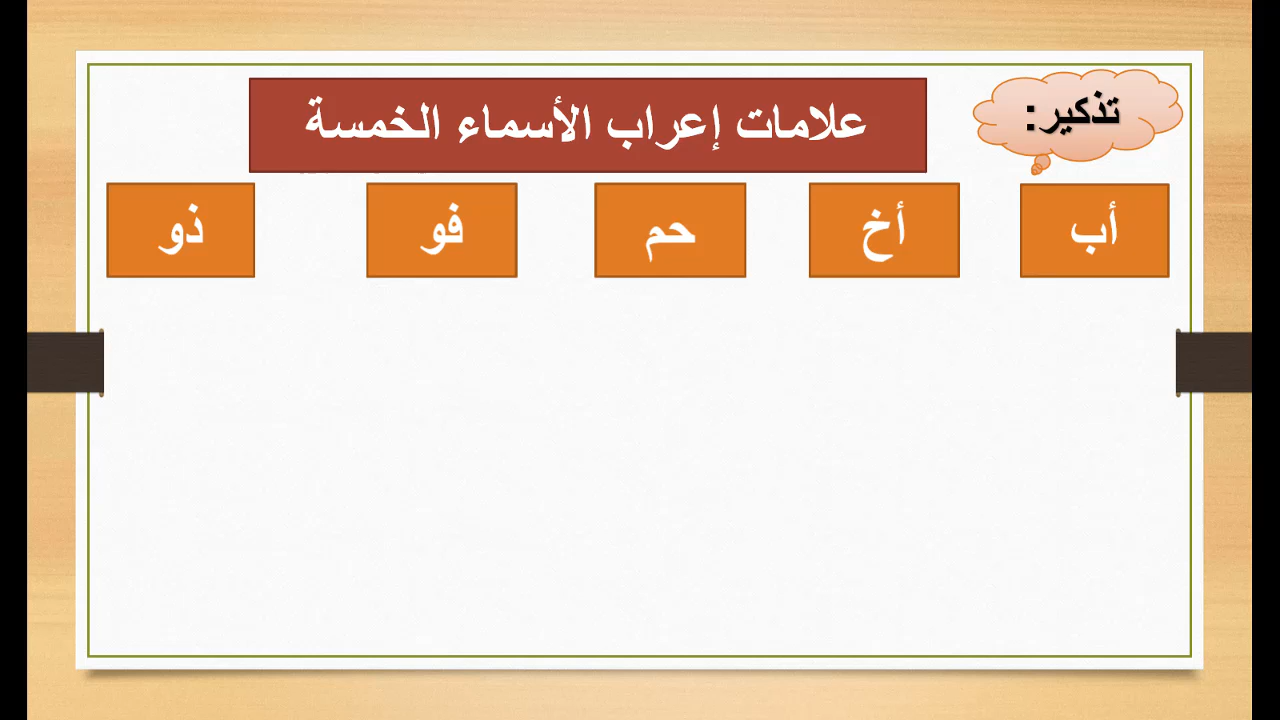 تذكير:
علامات إعراب الأسماء الخمسة
أب
أخ
حم
فو
ذو